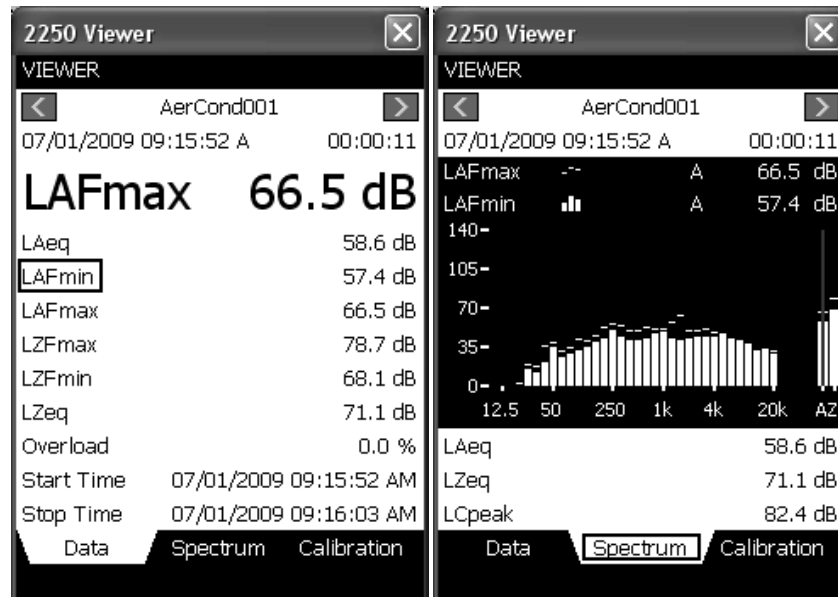 2250 Viewer
VIEWER
AerCond001
07/01/2009 09:15:52 A 00:00:11
LAFmax 66.5 dB
LAeq 58.6 dB
LAFmin 57.4 dB
LAFmax 66.5 dB
LZFmax 78.7 dB
LZFmin 68.1 dB
LZeq 71.1 dB
Overload 0.0 %
Start Time 07/01/2009 09:15:52 AM
Stop Time 07/01/2009 09:16:03 AM
Data Spectrum Calibration
2250 Viewer
VIEWER
AerCond001
07/01/2009 09:15:52 A 00:00:11
LAFmax A 66.5 dB
LAFmin A 57.4 dB
140
105
70
35
0
12.5 50 250 1k 4k 20k AZ
LAeq 58.6 dB
LZeq 71.1 dB
LCpeak 82.4 dB
Data Spectrum Calibration